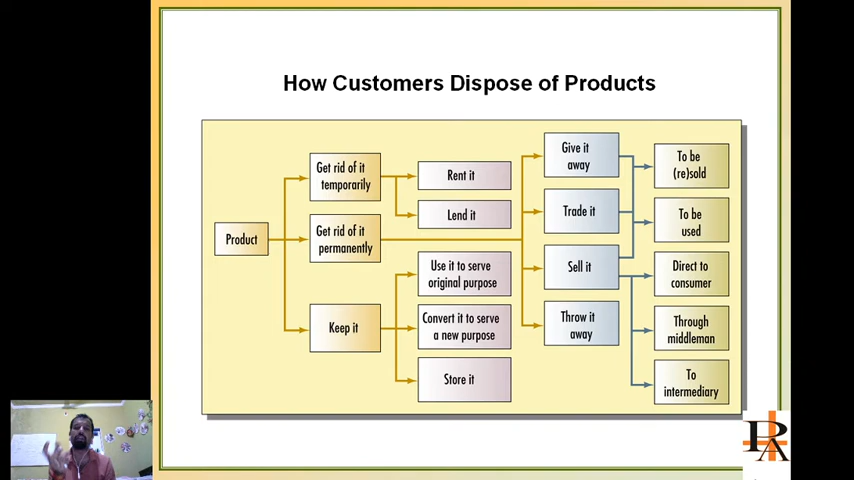 How Customers Dispose of Products
Product
Get rid of it
temporarily
Get rid of it
permanently
Keep it
Rent it
Lend it
Use it to serve
original purpose
Convert it to serve
a new purpose
Store it
Give it
away
Trade it
Sell it
Throw it
away
To be
(re)sold
To be
used
Direct to
consumer
Through
middleman
To
intermediary
PA